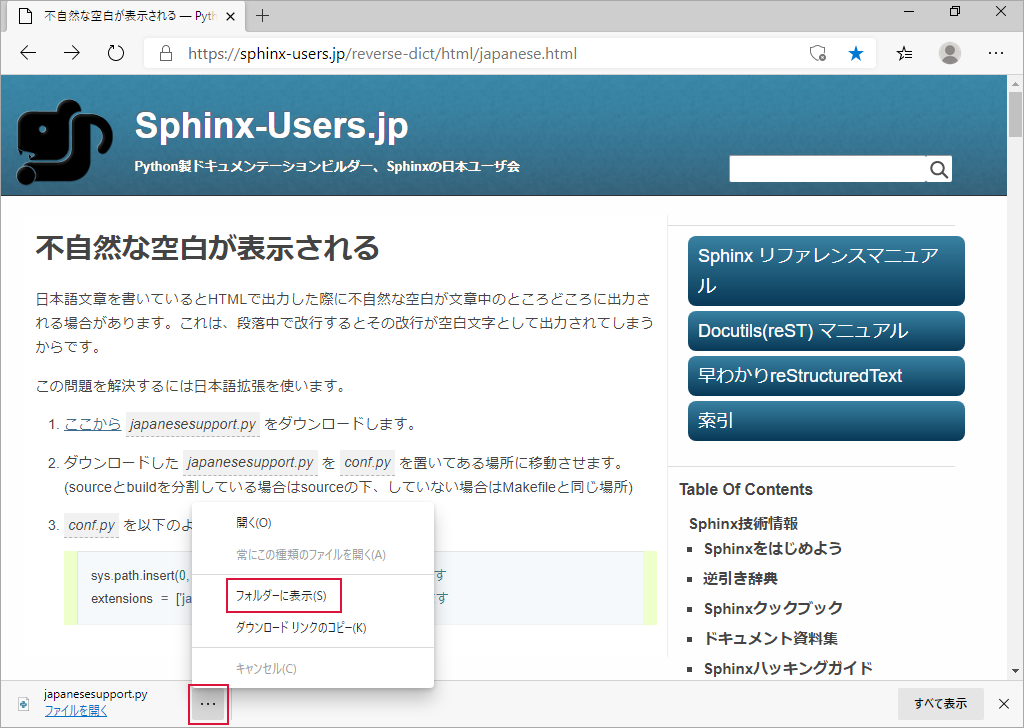 不自然な空白が表示される — Pyth
https://sphinx-users.jp/reverse-dict/html/japanese.html
Sphinx-Users.jp
Python製ドキュメンテーションビルダー、Sphinxの日本ユーザ会
不自然な空白が表示される
日本語文章を書いているとHTMLで出力した際に不自然な空白が文章中のところどころに出力さ
れる場合があります。これは、段落中で改行するとその改行が空白文字として出力されてしまう
からです。
この問題を解決するには日本語拡張を使います。
1. ここから japanesesupport.py をダウンロードします。
2. ダウンロードした japanesesupport.py を conf.py を置いてある場所に移動させます。
(sourceとbuildを分割している場合はsourceの下、していない場合はMakefileと同じ場所)
3. conf.py を以下のよ
sys.path.insert(0, す
extensions = ['ja す
開く(O)
常にこの種類のファイルを開く(A)
フォルダーに表示(S)
ダウンロード リンクのコピー(K)
キャンセル(C)
Sphinx リファレンスマニュア
ル
Docutils(reST) マニュアル
早わかりreStructuredText
索引
Table Of Contents
Sphinx技術情報
Sphinxをはじめよう
逆引き辞典
Sphinxクックブック
ドキュメント資料集
Sphinxハッキングガイド
japanesesupport.py
ファイルを開く
すべて表示